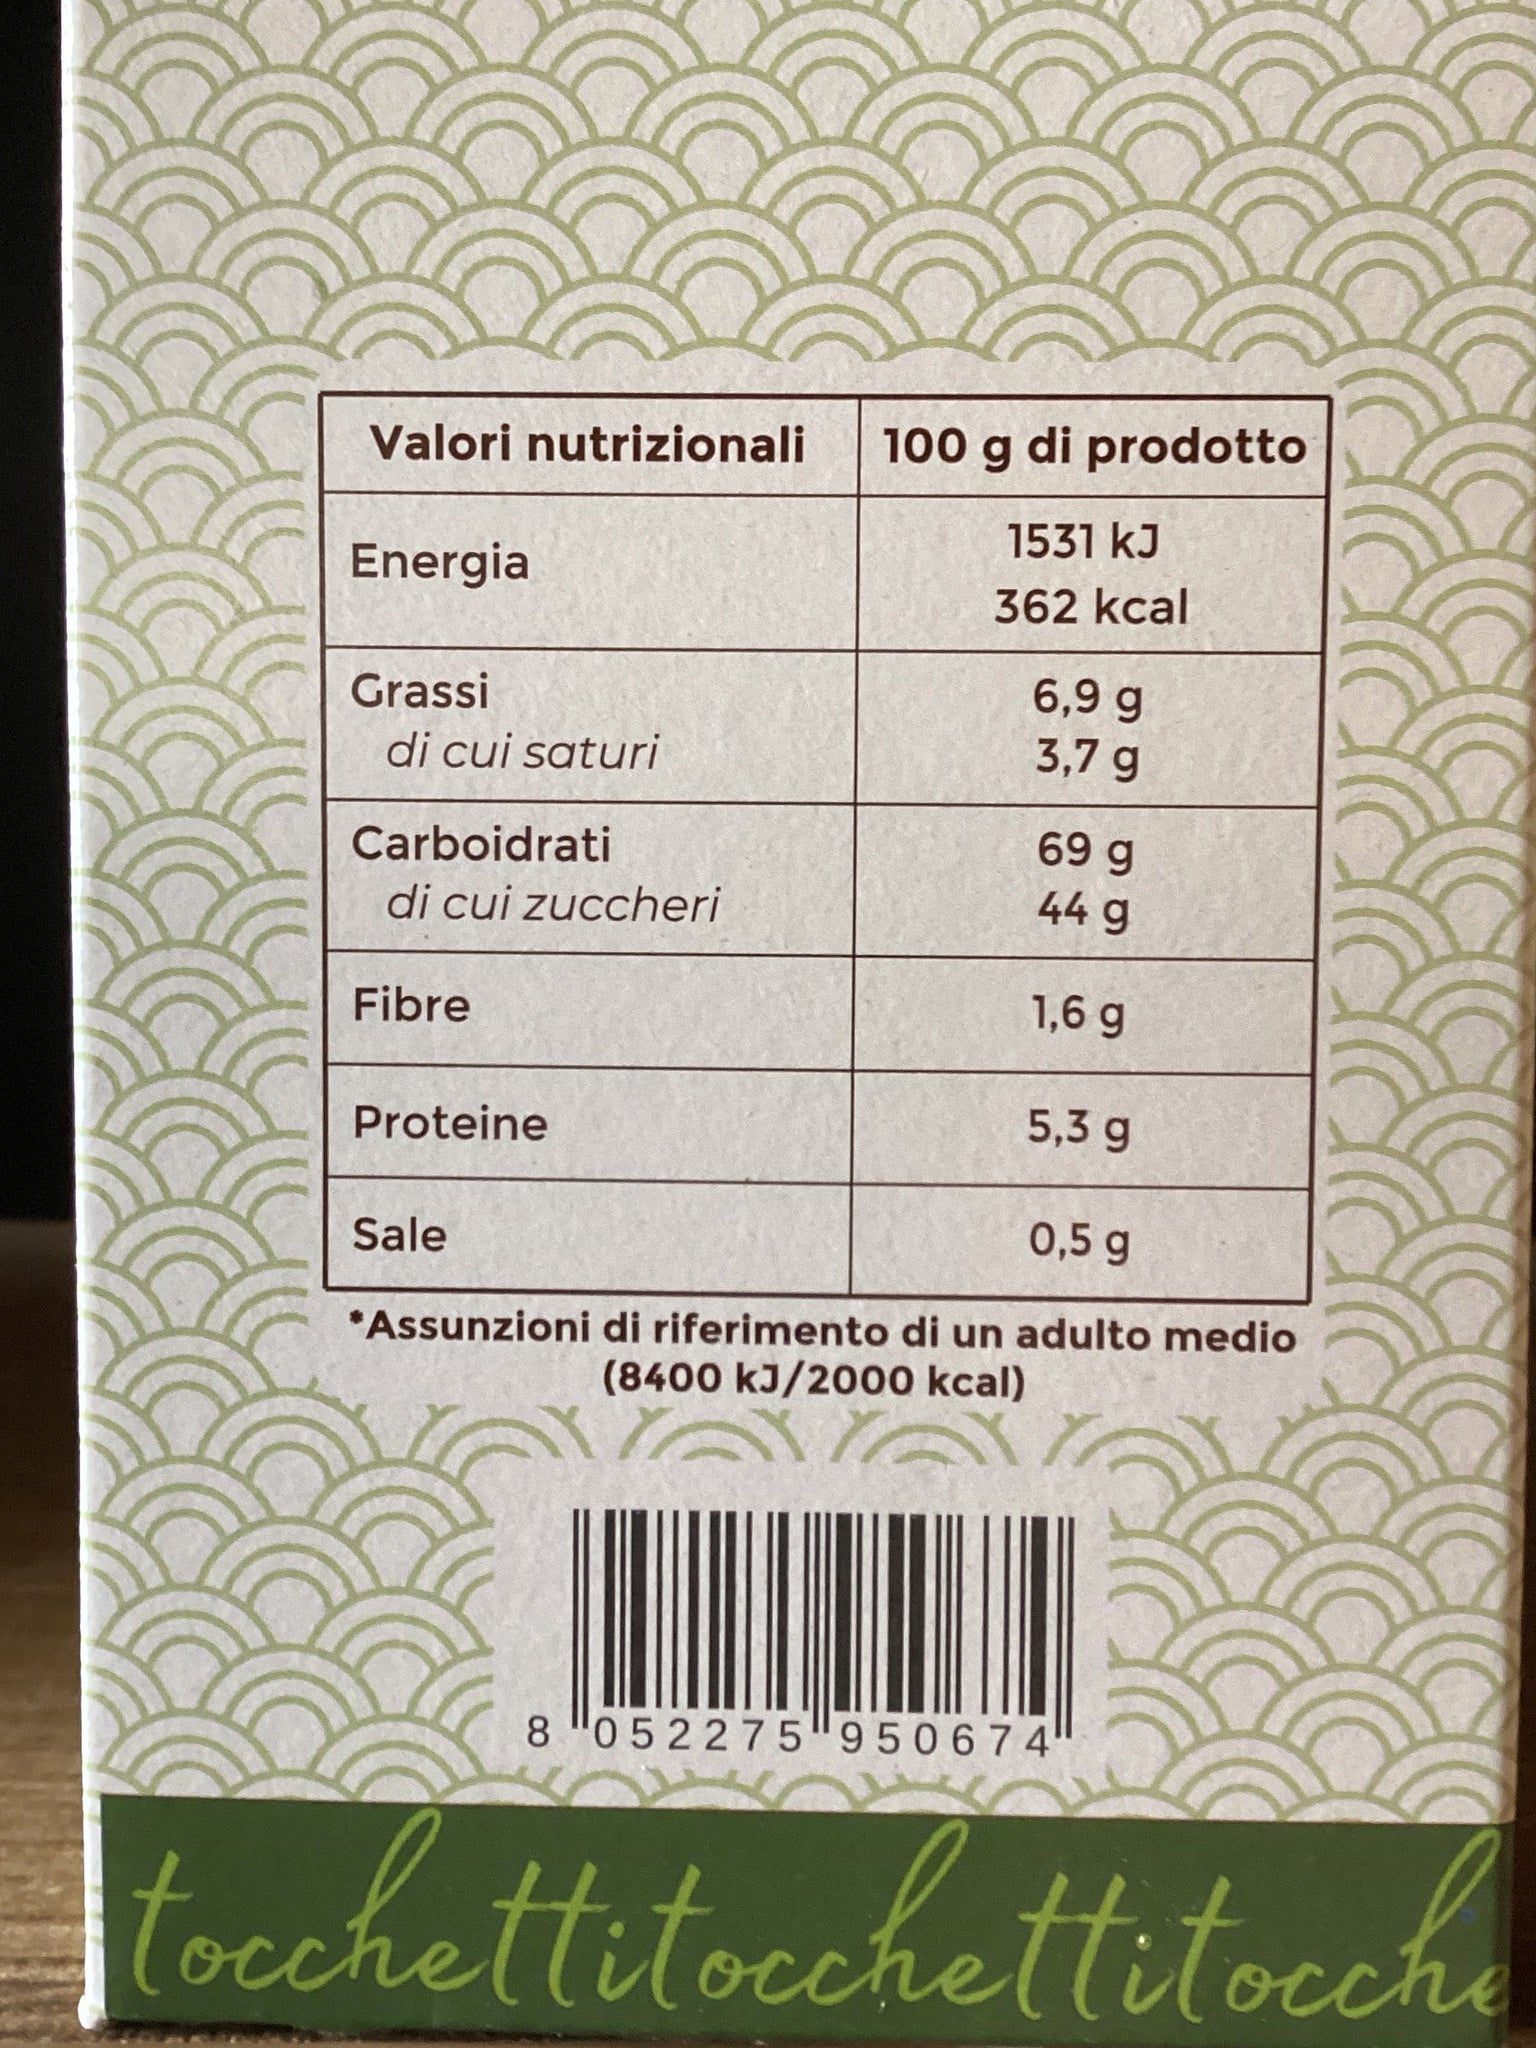 Valori nutrizionali 100 g di prodotto
Energia 1531 kJ
362 kcal
Grassi 6,9 g
di cui saturi 3,7 g
Carboidrati 69 g
di cui zuccheri 44 g
Fibre 1,6 g
Proteine 5,3 g
Sale 0,5 g
*Assunzioni di riferimento di un adulto medio
(8400 kJ/2000 kcal)
8 052275 950674
tocchettitocchettitocche